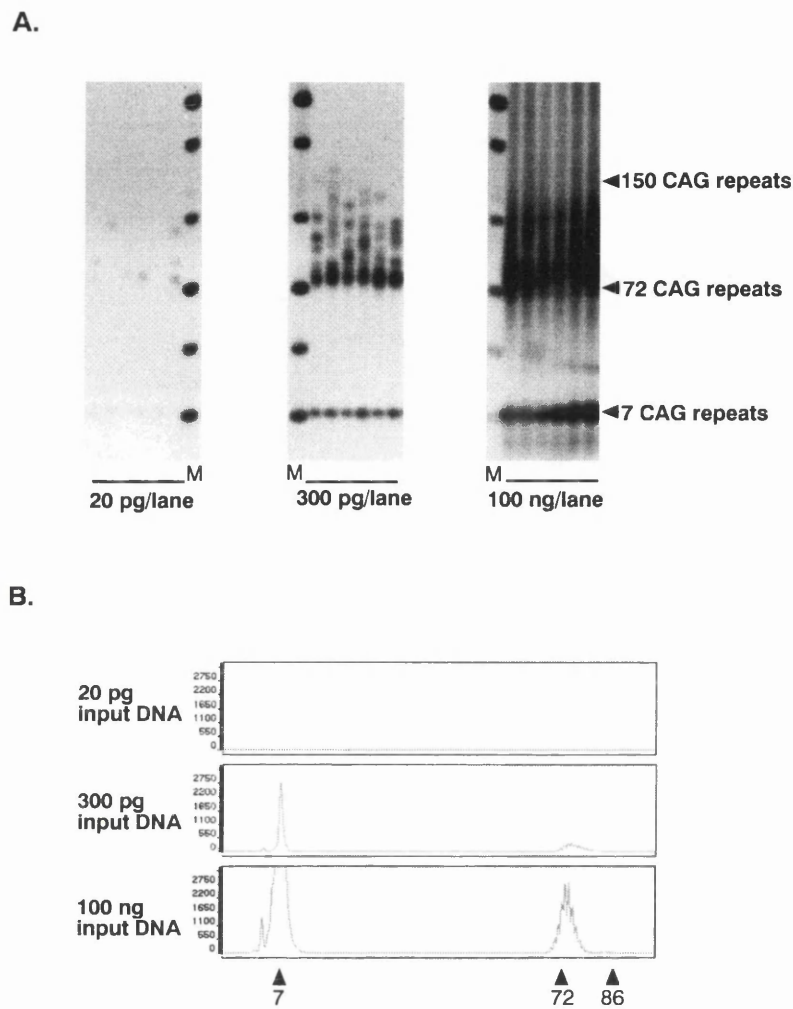 A.
150 CAG repeats
72 CAG repeats
7 CAG repeats
M
20 pg/lane
M
300 pg/lane
M
100 ng/lane
B.
20 pg
input DNA
2750
2200
1650
1100
550
0
300 pg
input DNA
2750
2200
1650
1100
550
0
100 ng
input DNA
2750
2200
1650
1100
550
0
7
72
86